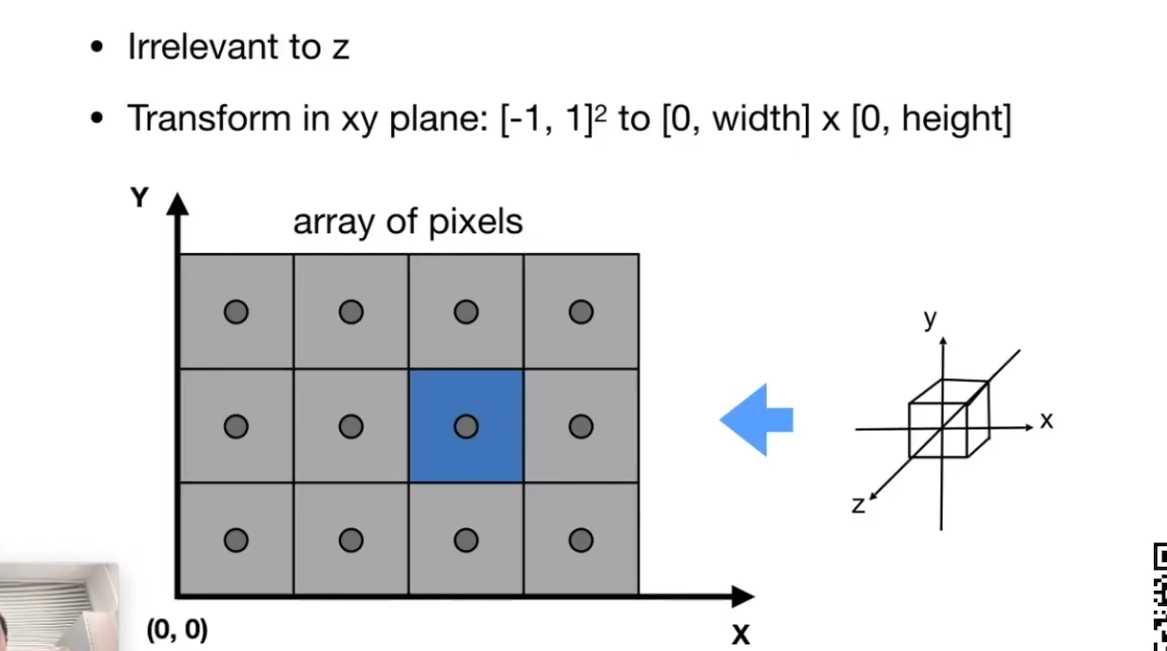 • Irrelevant to z
• Transform in xy plane: [-1, 1]² to [0, width] x [0, height]
Y
array of pixels
y
x
z
(0, 0)
X